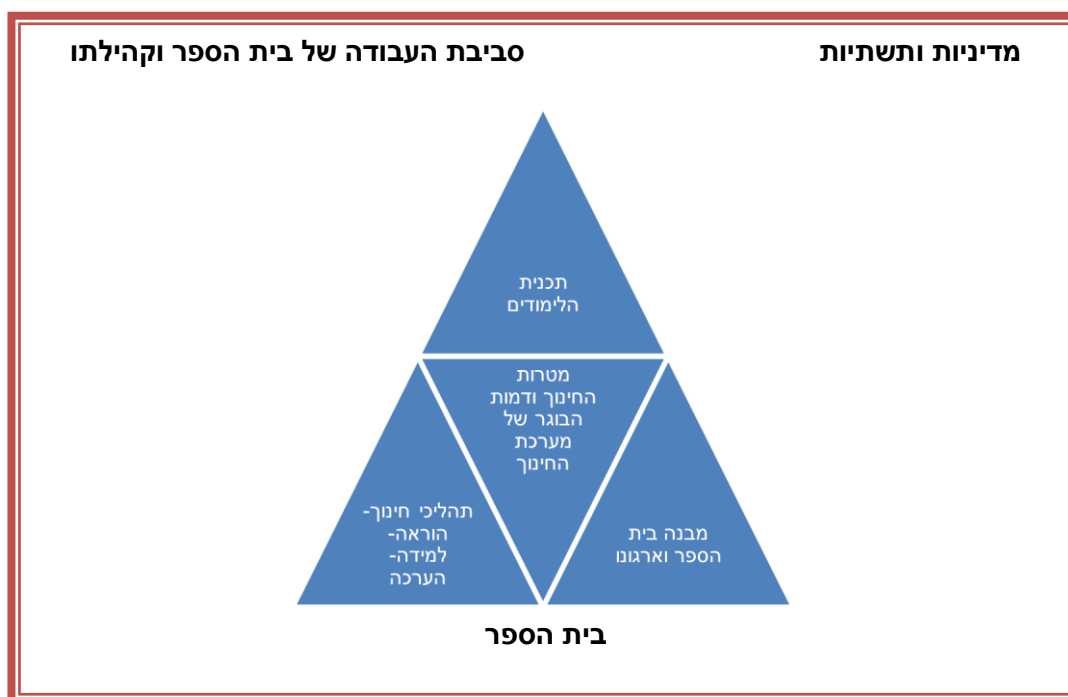 מדיניות ותשתיות
סביבת העבודה של בית הספר וקהילתו
תכנית
הלימודים
מטרות
החינוך ודמות
הבוגר של
מערכת
החינוך
מבנה בית
הספר וארגונו
תהליכי חינוך-
הוראה-
למידה-
הערכה
בית הספר